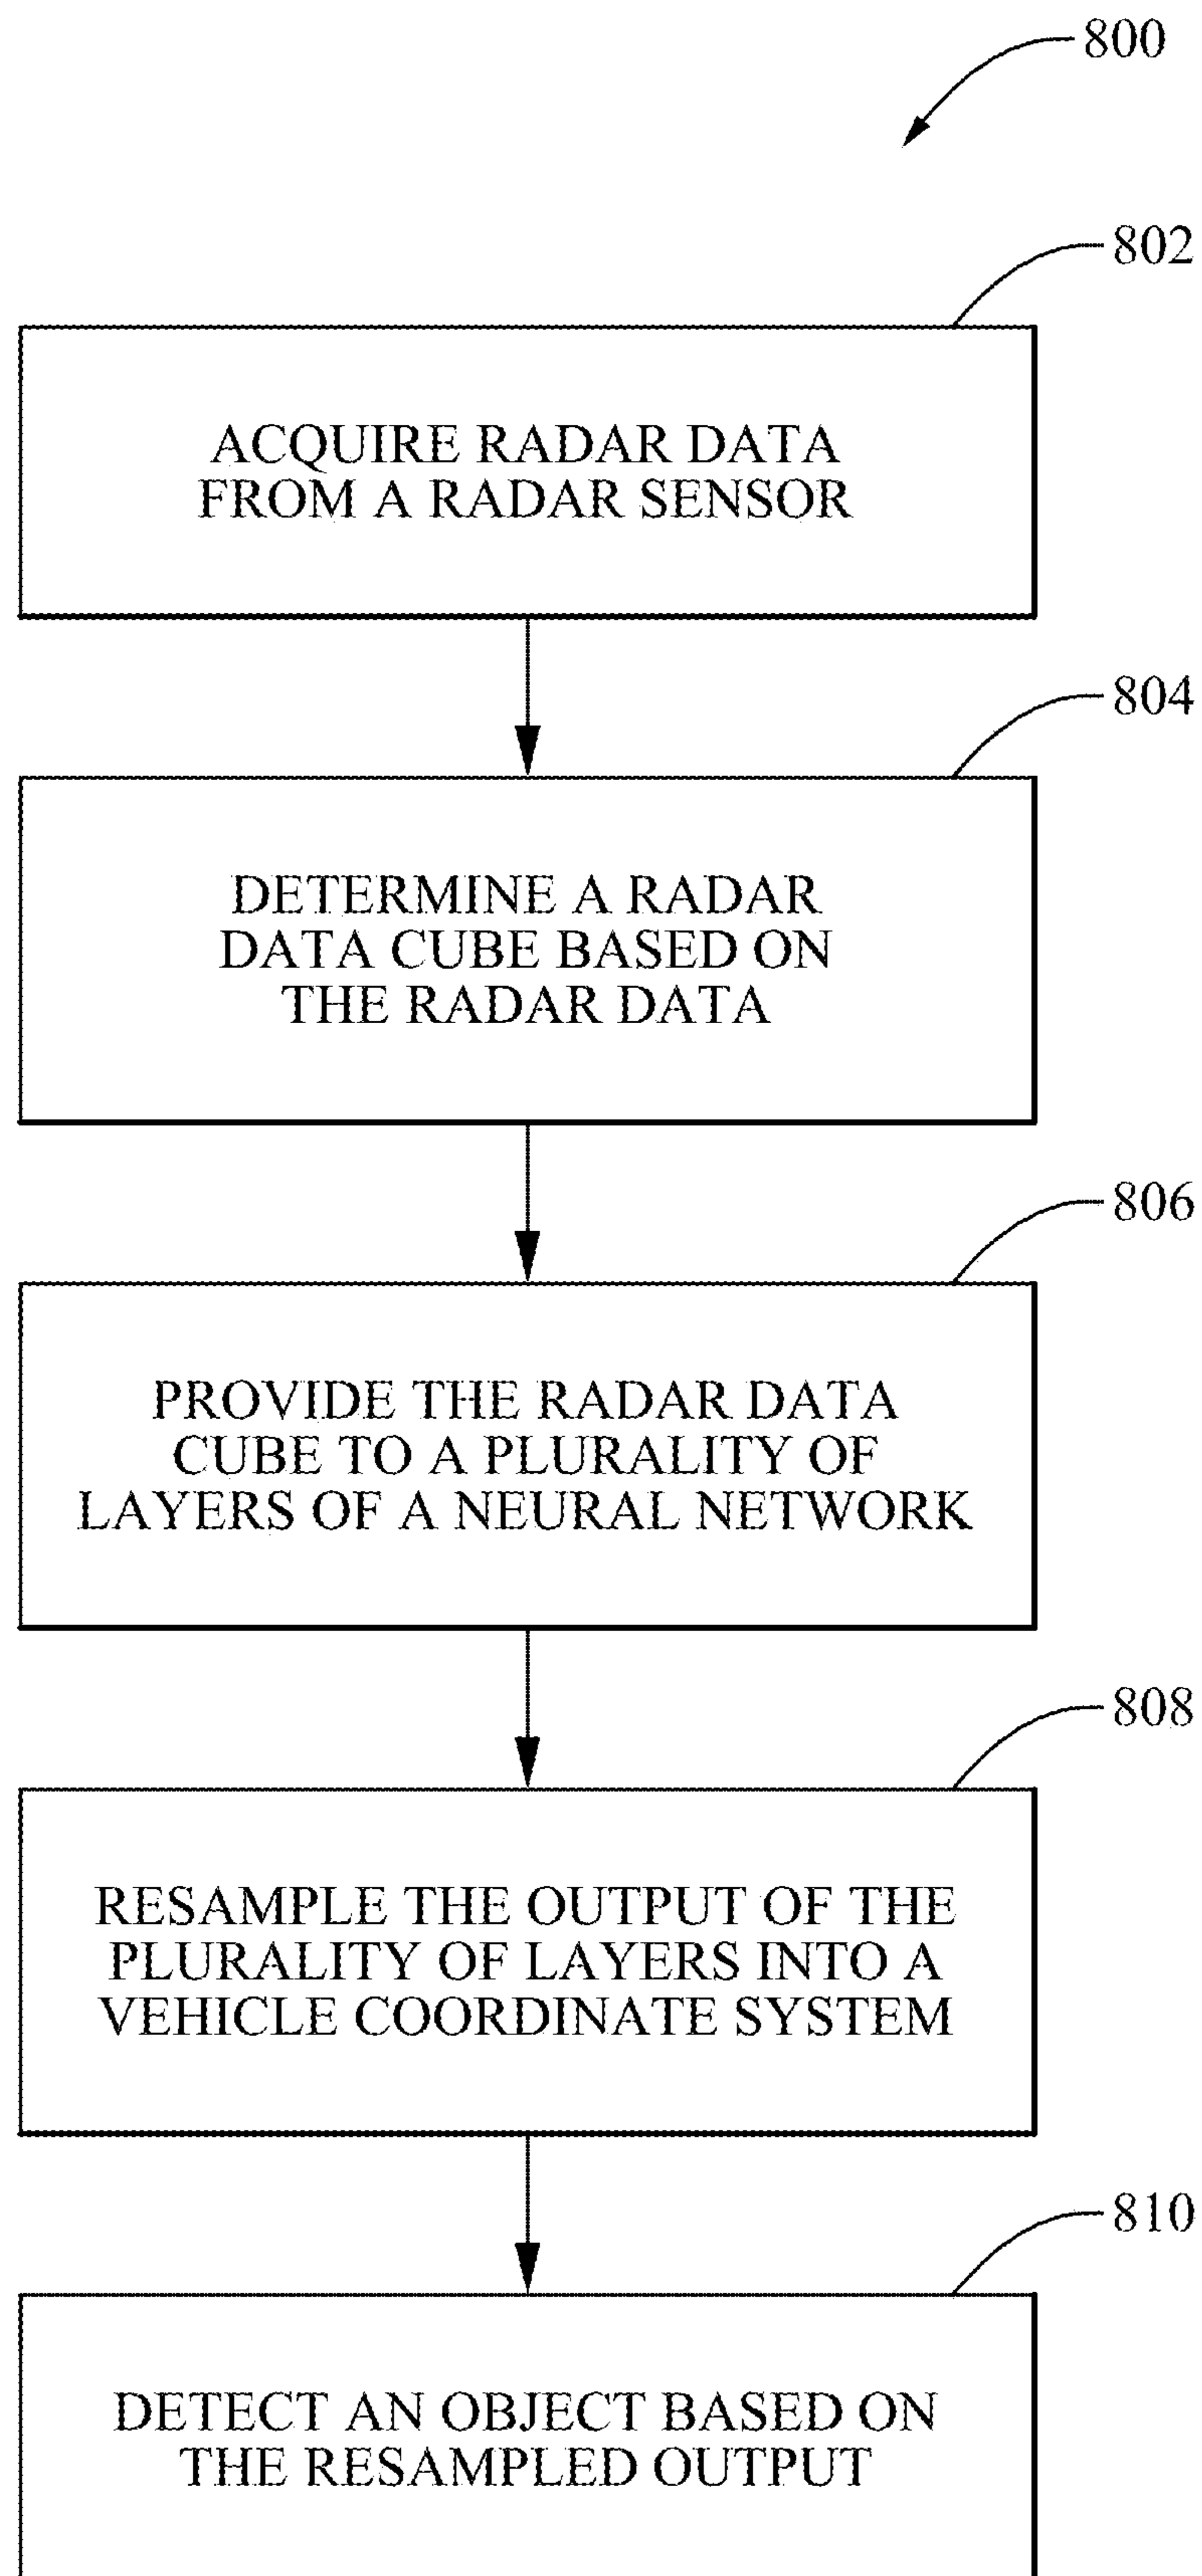 800
802
ACQUIRE RADAR DATA
FROM A RADAR SENSOR
804
DETERMINE A RADAR
DATA CUBE BASED ON
THE RADAR DATA
806
PROVIDE THE RADAR DATA
CUBE TO A PLURALITY OF
LAYERS OF A NEURAL NETWORK
808
RESAMPLE THE OUTPUT OF THE
PLURALITY OF LAYERS INTO A
VEHICLE COORDINATE SYSTEM
810
DETECT AN OBJECT BASED ON
THE RESAMPLED OUTPUT